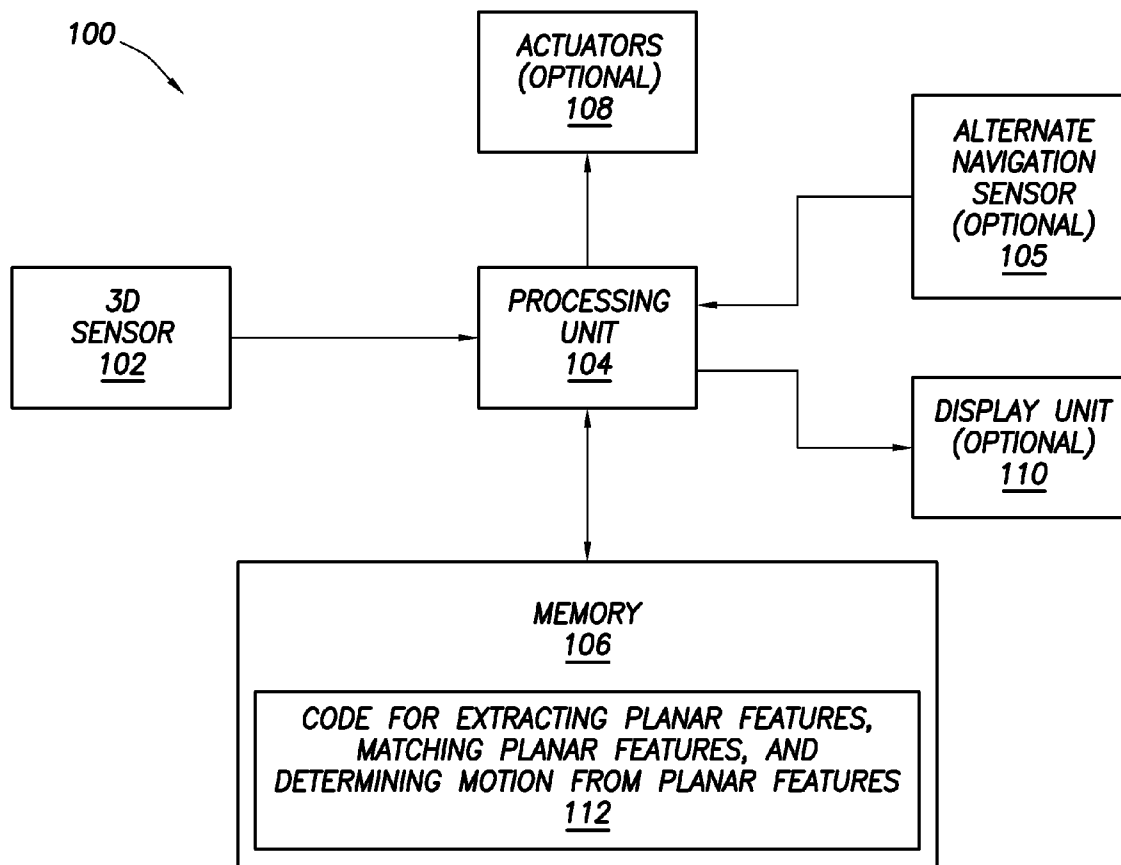 100
ACTUATORS
(OPTIONAL)
108
ALTERNATE
NAVIGATION
SENSOR
(OPTIONAL)
105
3D
SENSOR
102
PROCESSING
UNIT
104
DISPLAY UNIT
(OPTIONAL)
110
MEMORY
106
CODE FOR EXTRACTING PLANAR FEATURES,
MATCHING PLANAR FEATURES, AND
DETERMINING MOTION FROM PLANAR FEATURES
112